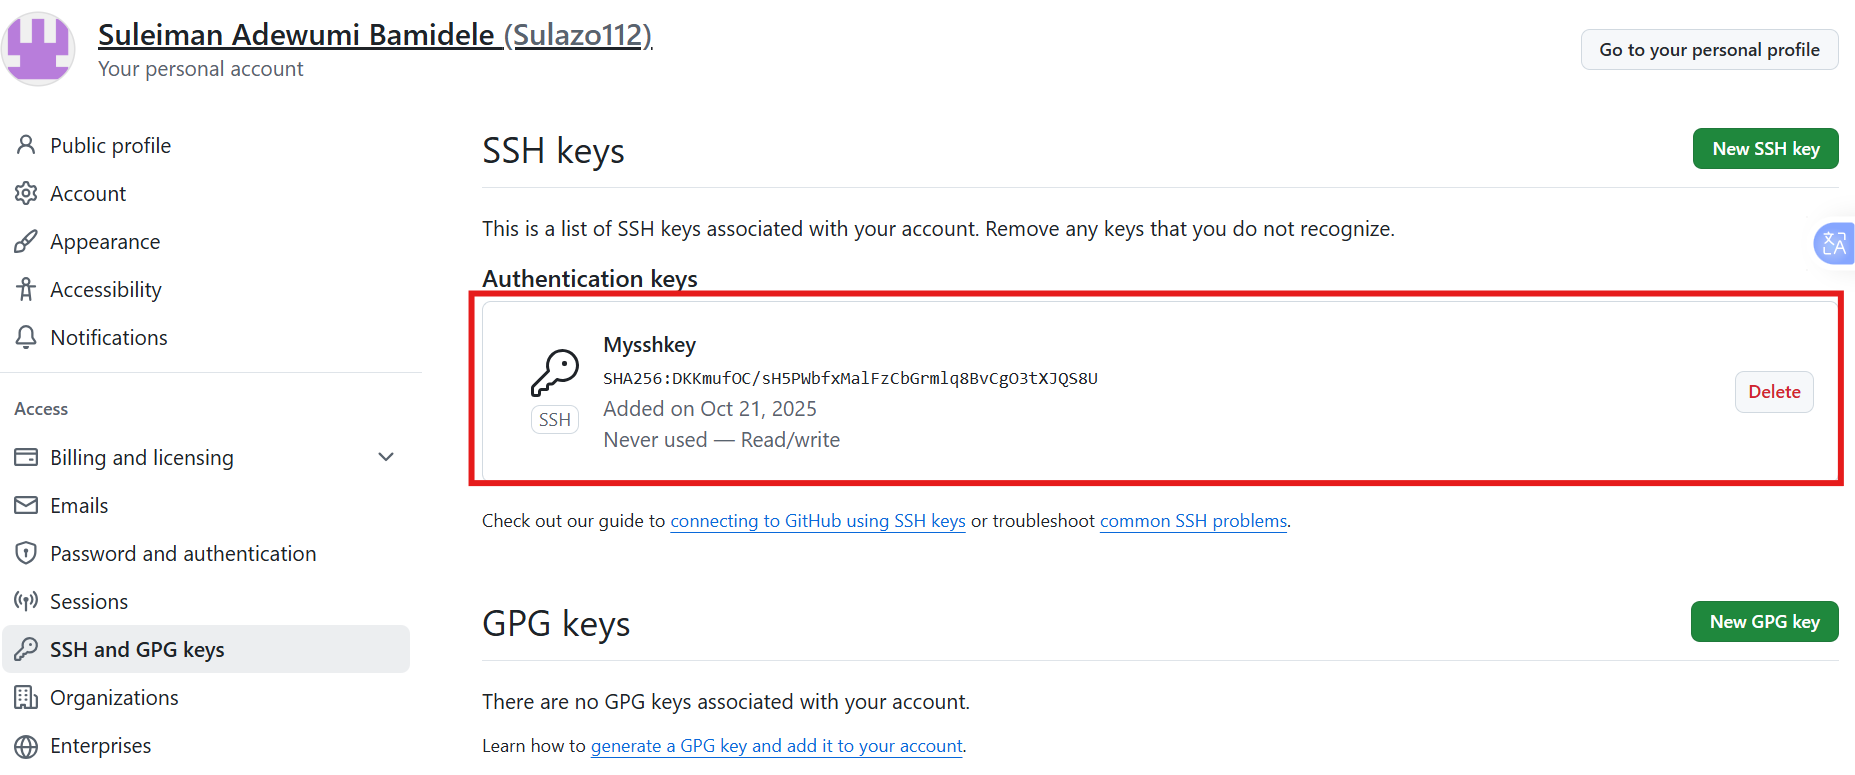 Suleiman Adewumi Bamidele (Sulazo112)
Your personal account
Go to your personal profile
Public profile
Account
Appearance
Accessibility
Notifications
Access
Billing and licensing
Emails
Password and authentication
Sessions
SSH and GPG keys
Organizations
Enterprises
SSH keys
New SSH key
This is a list of SSH keys associated with your account. Remove any keys that you do not recognize.
Authentication keys
Mysshkey
SHA256:DKKmufOC/sH5PWbfxMalFzCbGrmlq8BvCgO3tXJQS8U
SSH
Added on Oct 21, 2025
Never used — Read/write
Delete
Check out our guide to connecting to GitHub using SSH keys or troubleshoot common SSH problems.
GPG keys
New GPG key
There are no GPG keys associated with your account.
Learn how to generate a GPG key and add it to your account.